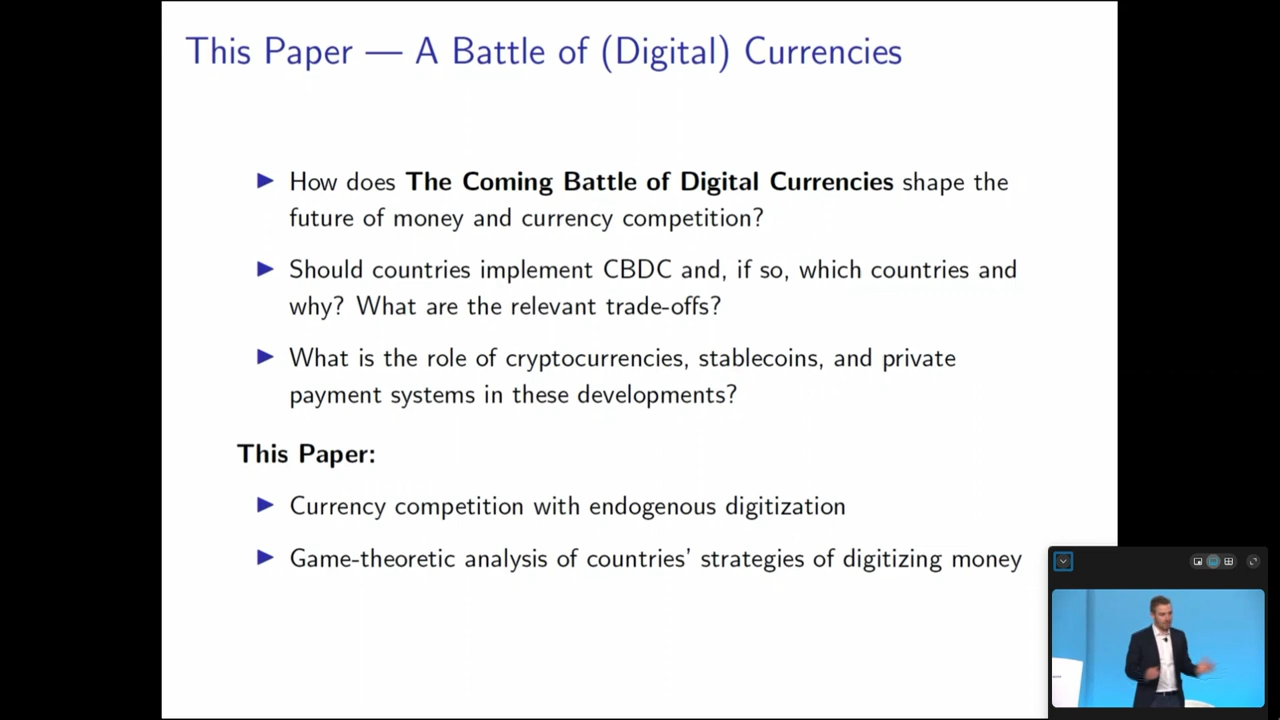 This Paper — A Battle of (Digital) Currencies
How does The Coming Battle of Digital Currencies shape the
future of money and currency competition?
Should countries implement CBDC and, if so, which countries and
why? What are the relevant trade-offs?
What is the role of cryptocurrencies, stablecoins, and private
payment systems in these developments?
This Paper:
Currency competition with endogenous digitization
Game-theoretic analysis of countries' strategies of digitizing money